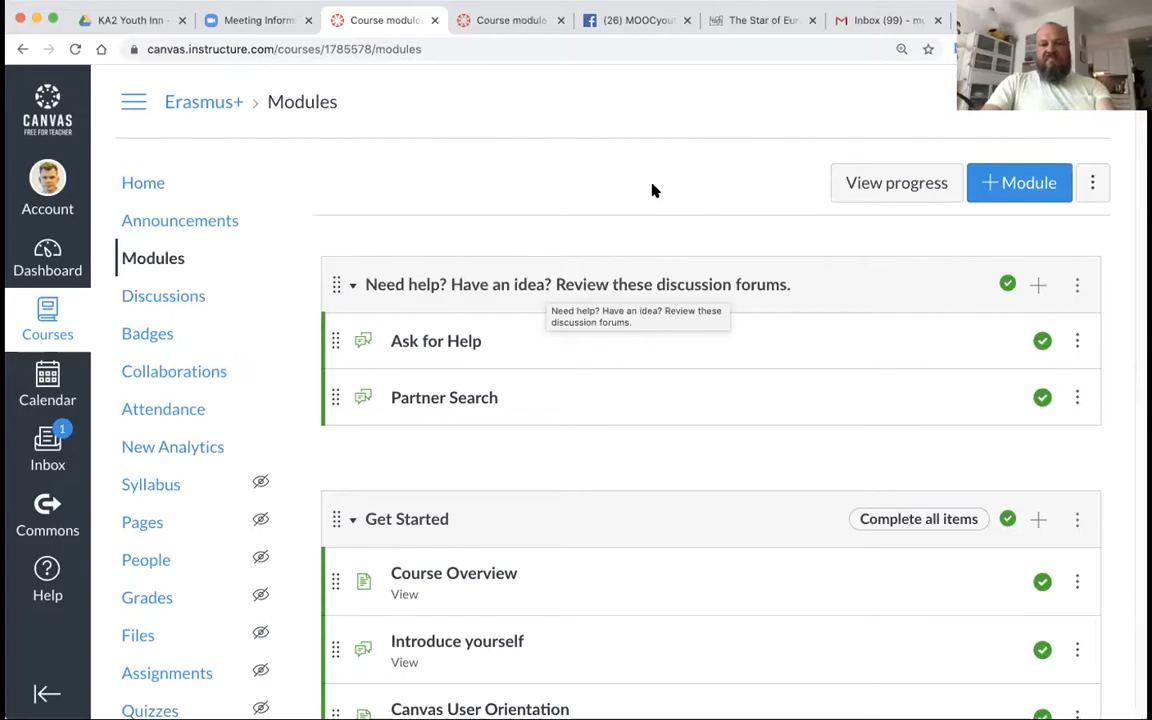 KA2 Youth Inn -
Meeting Inform
Course module
Course module
(26) MOOCyout
The Star of Eur
Inbox (99) - m
canvas.instructure.com/courses/1785578/modules
CANVAS
FREE FOR TEACHER
Account
Dashboard
Courses
Calendar
1
Inbox
Commons
Help
Erasmus+ > Modules
Home
Announcements
Modules
Discussions
Badges
Collaborations
Attendance
New Analytics
Syllabus
Pages
People
Grades
Files
Assignments
Quizzes
View progress
+ Module
Need help? Have an idea? Review these discussion forums.
Need help? Have an idea? Review these
discussion forums.
Ask for Help
Partner Search
Get Started
Complete all items
Course Overview
View
Introduce yourself
View
Canvas User Orientation